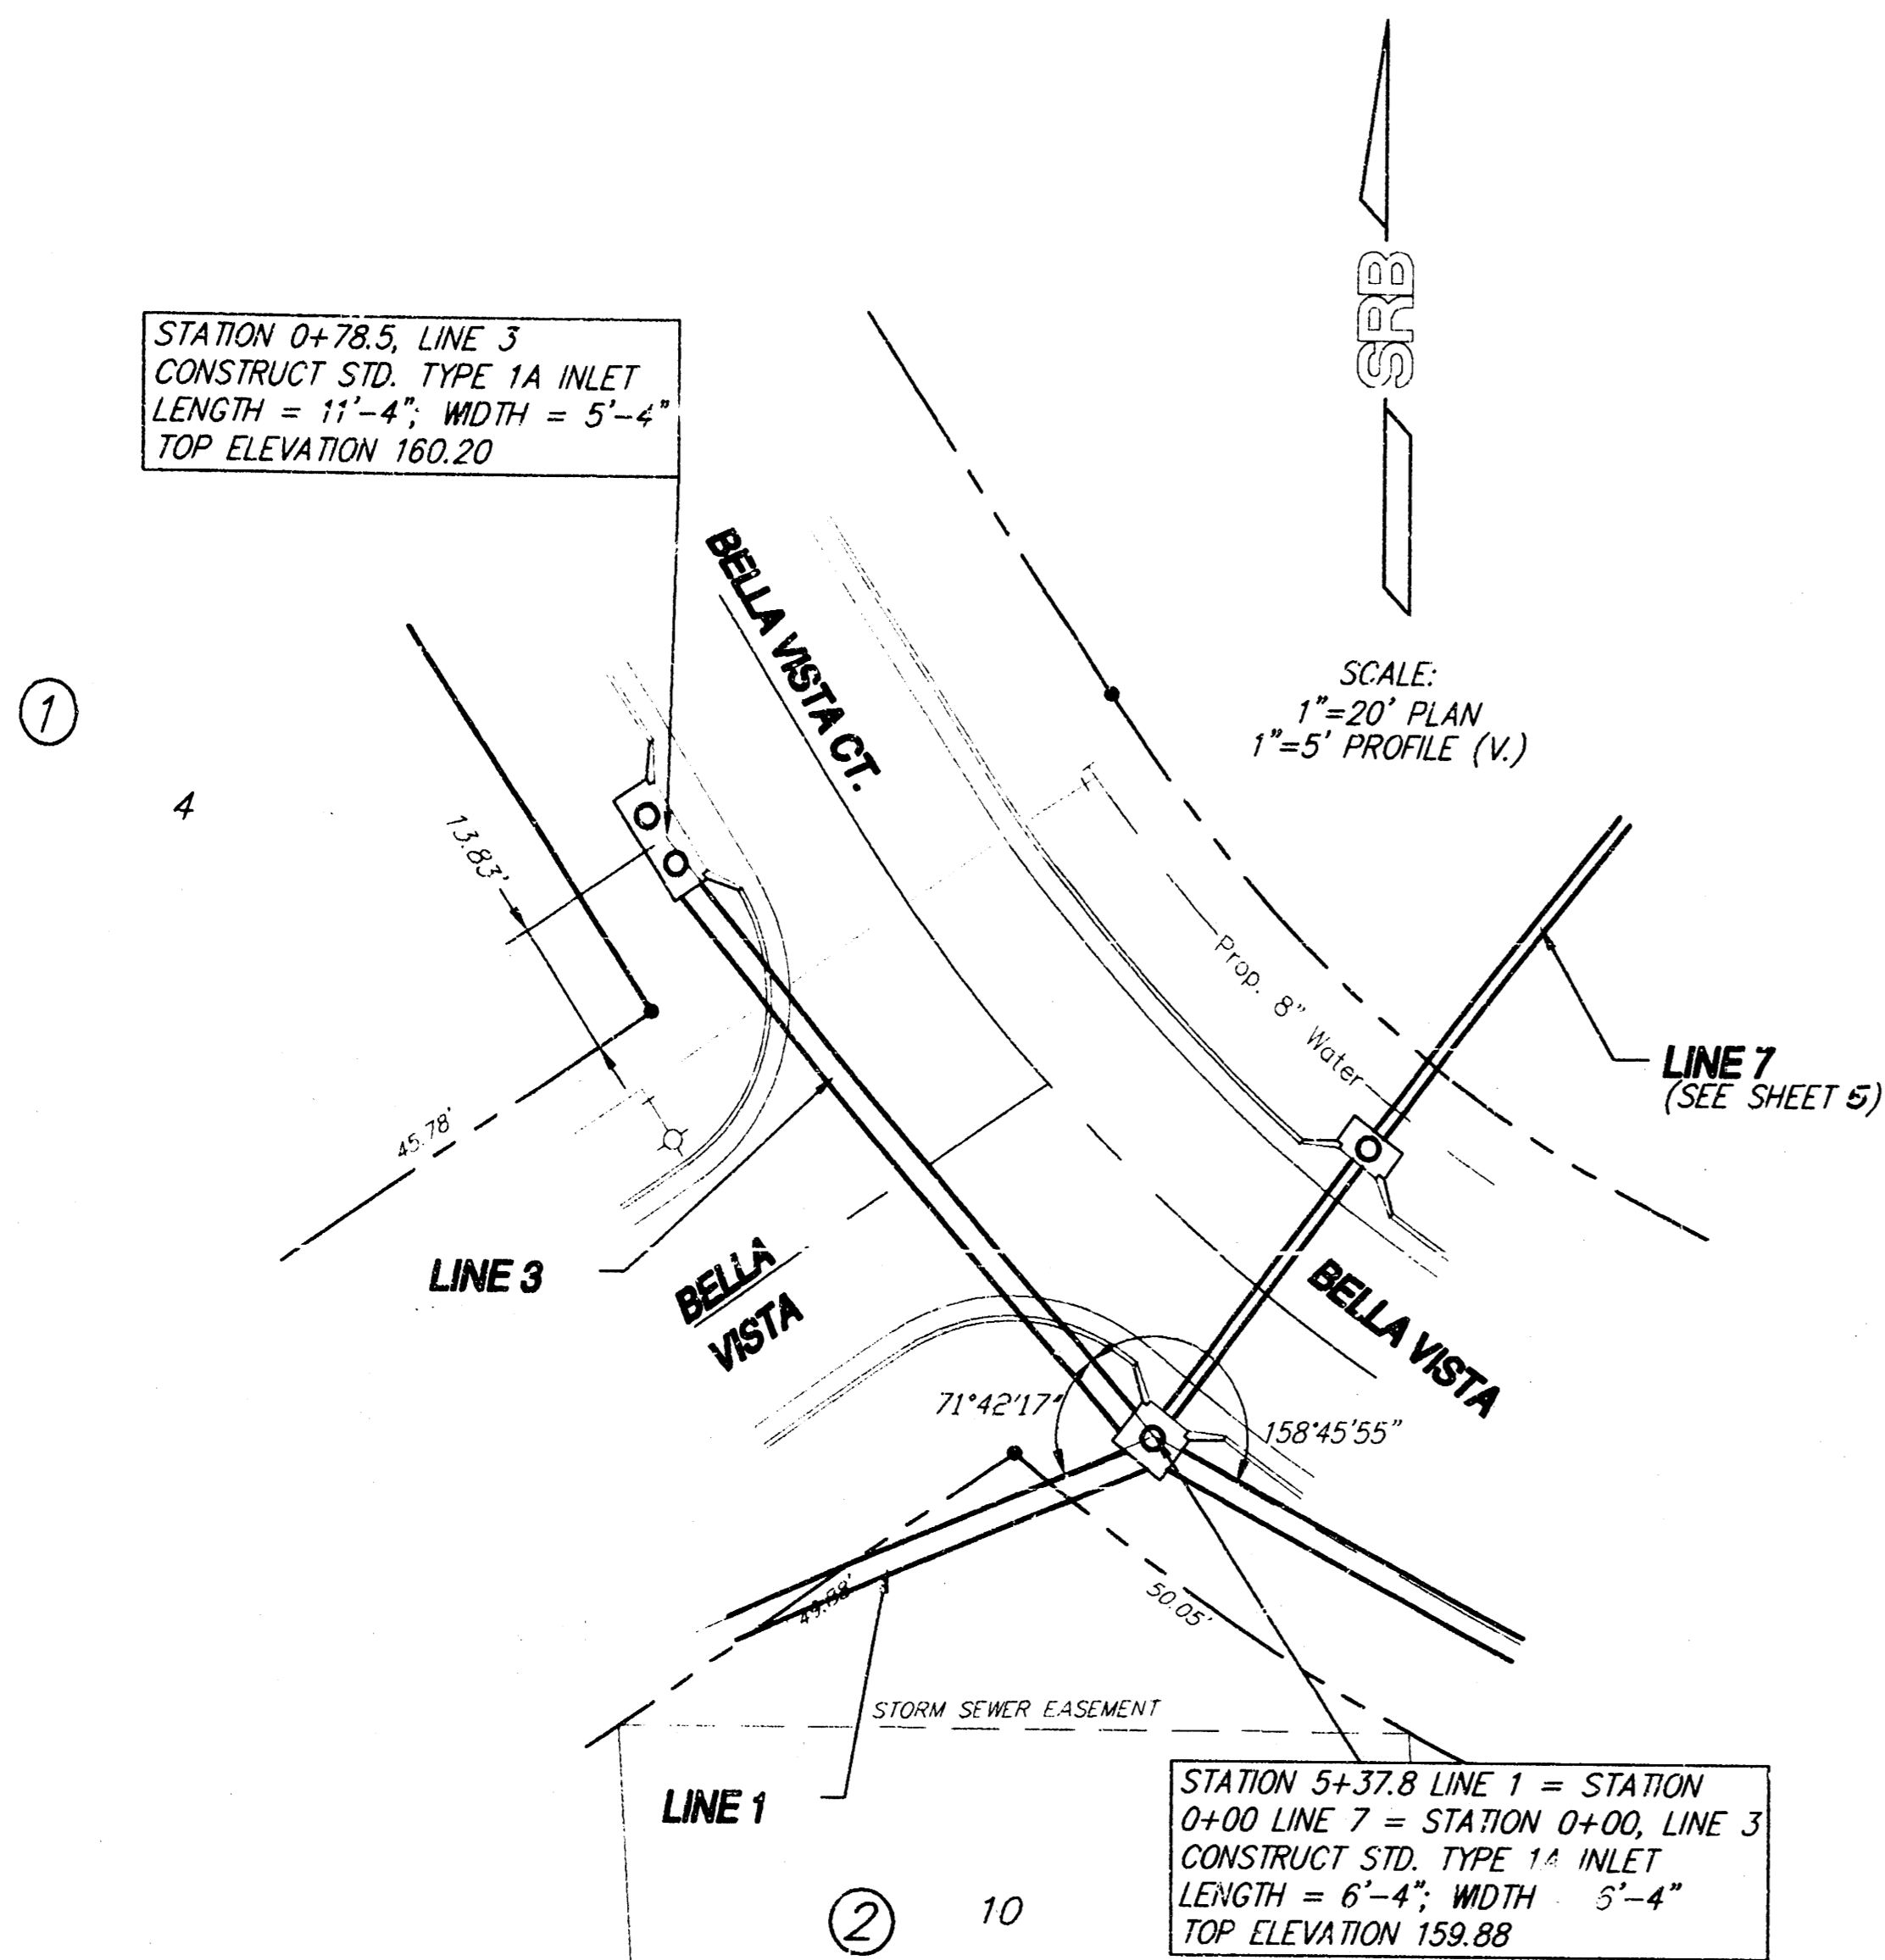 SRB
STATION 0+78.5, LINE 3
CONSTRUCT STD. TYPE 1A INLET
LENGTH = 11'-4"; WIDTH = 5'-4"
TOP ELEVATION 160.20
BELLA VISTA CT.
SCALE:
1"=20' PLAN
1"=5' PROFILE (V.)
1
4
13.83'
Prop. 8" Water
LINE 7
(SEE SHEET 5)
45.78'
LINE 3
BELLA
VISTA
BELLA VISTA
71°42'17"
158°45'55"
50.05'
STORM SEWER EASEMENT
LINE 1
STATION 5+37.8 LINE 1 = STATION
0+00 LINE 7 = STATION 0+00, LINE 3
CONSTRUCT STD. TYPE 1A INLET
LENGTH = 6'-4"; WIDTH 6'-4"
TOP ELEVATION 159.88
2
10